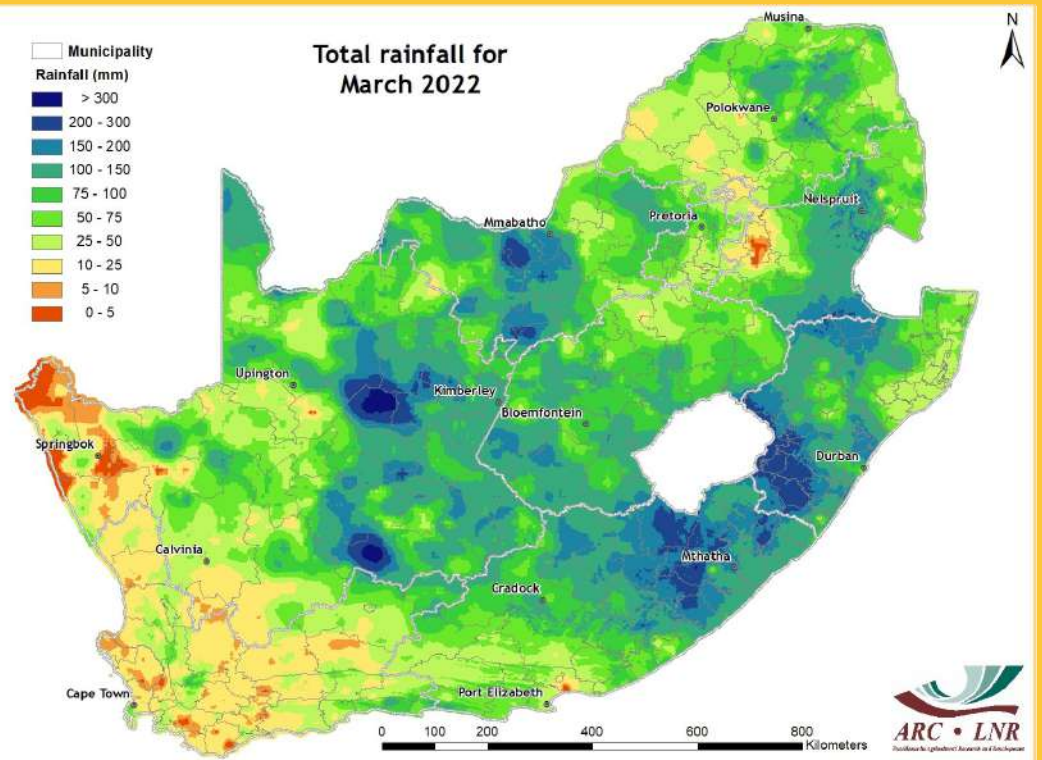 Total rainfall for
March 2022
Municipality
Rainfall (mm)
> 300
200 - 300
150 - 200
100 - 150
75 - 100
50 - 75
25 - 50
10 - 25
5 - 10
0 - 5
N
Musina
Polokwane
Nelspruit
Pretoria
Mmabatho
Upington
Kimberley
Bloemfontein
Springbok
Durban
Calvinia
Mthatha
Cradock
Cape Town
Port Elizabeth
0 100 200 400 600 800
Kilometers
ARC • LNR